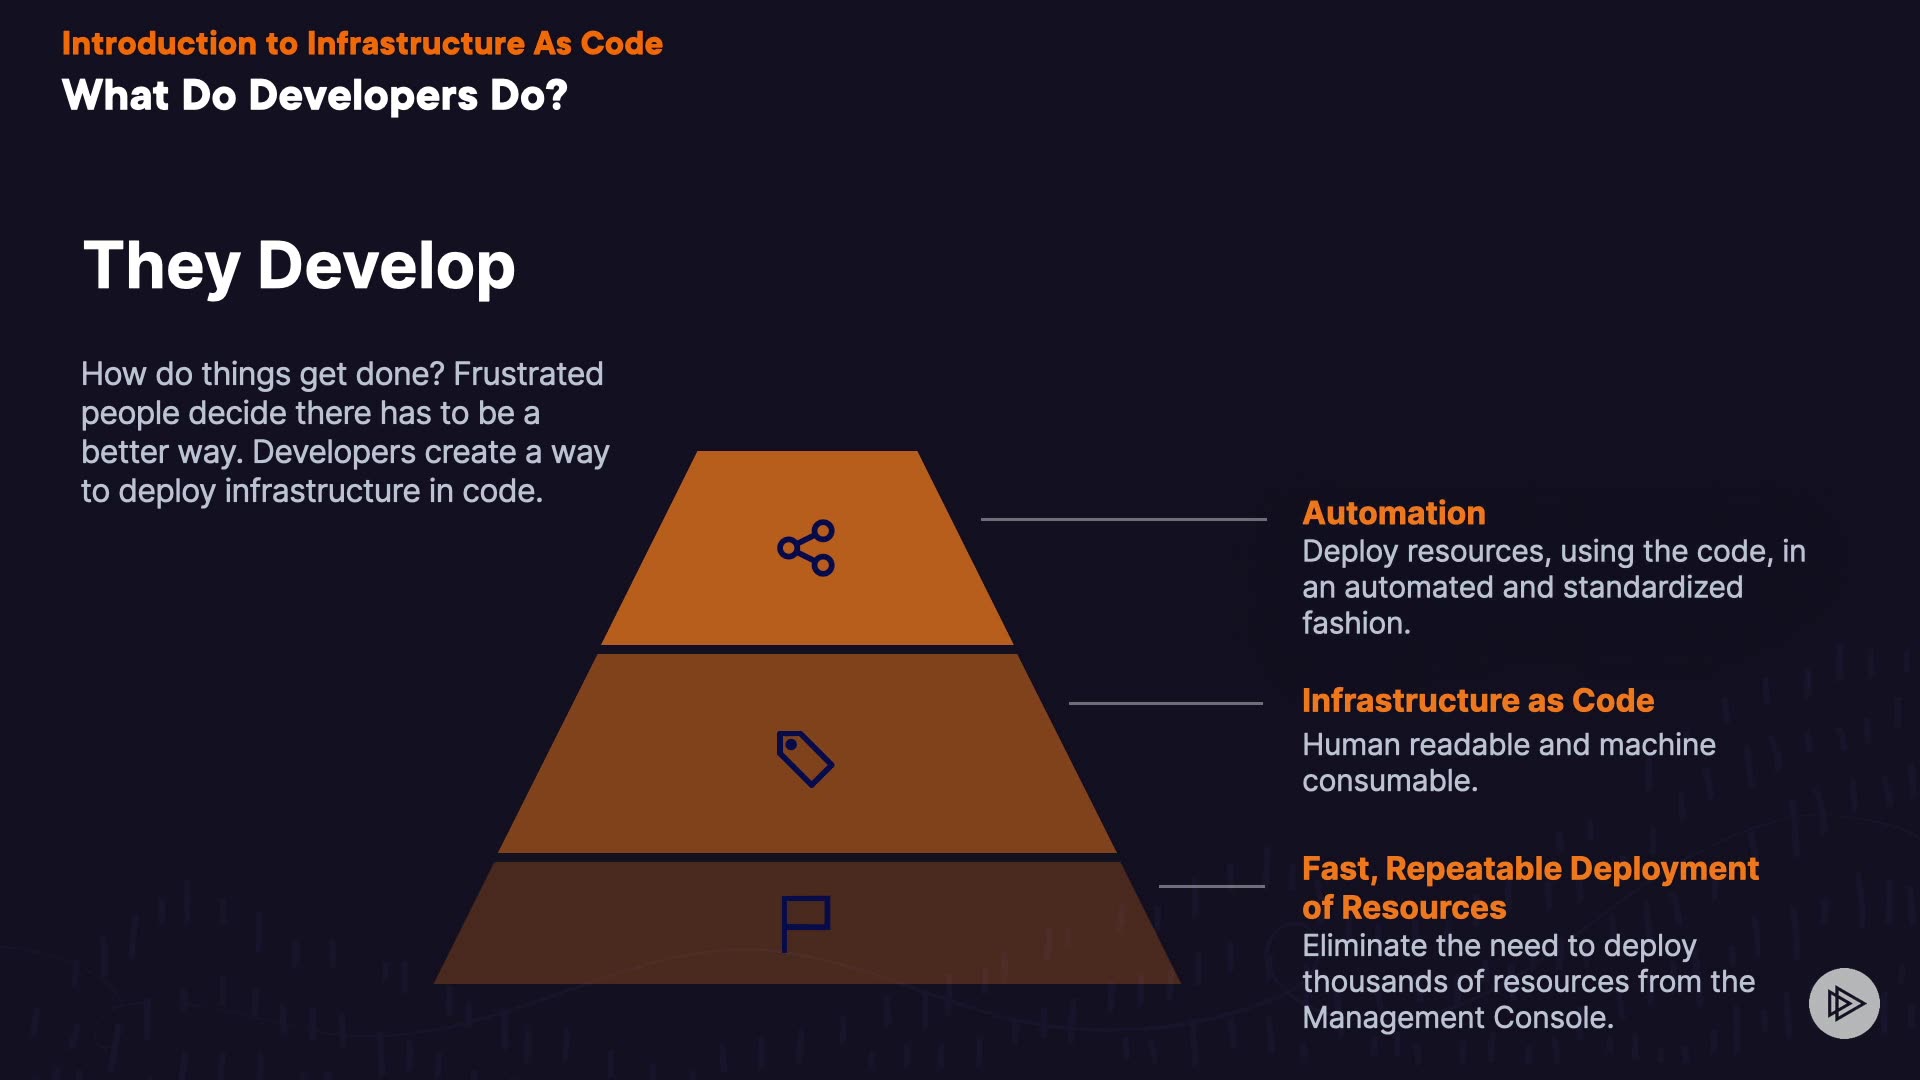 Introduction to Infrastructure As Code
What Do Developers Do?
They Develop
How do things get done? Frustrated
people decide there has to be a
better way. Developers create a way
to deploy infrastructure in code.
Automation
Deploy resources, using the code, in
an automated and standardized
fashion.
Infrastructure as Code
Human readable and machine
consumable.
Fast, Repeatable Deployment
of Resources
Eliminate the need to deploy
thousands of resources from the
Management Console.